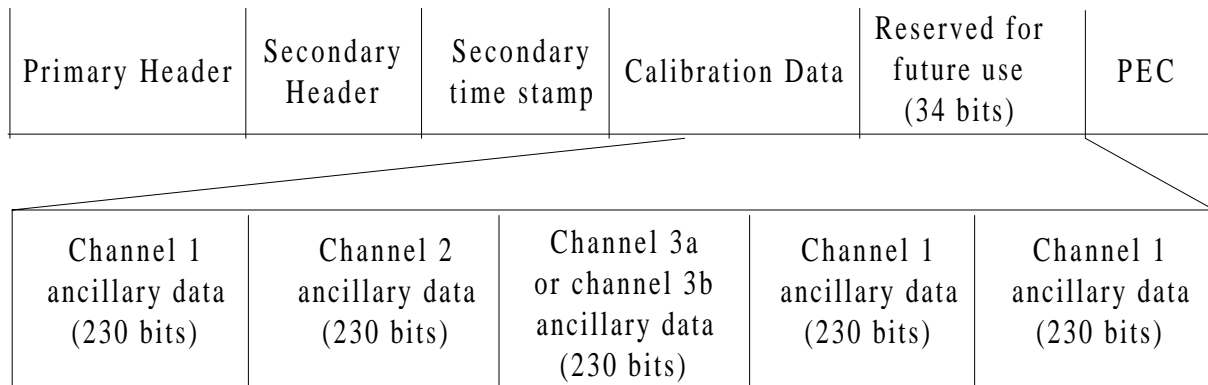 Primary Header
Secondary
Header
Secondary
time stamp
Calibration Data
Reserved for
future use
(34 bits)
PEC
Channel 1
ancillary data
(230 bits)
Channel 2
ancillary data
(230 bits)
Channel 3a
or channel 3b
ancillary data
(230 bits)
Channel 1
ancillary data
(230 bits)
Channel 1
ancillary data
(230 bits)